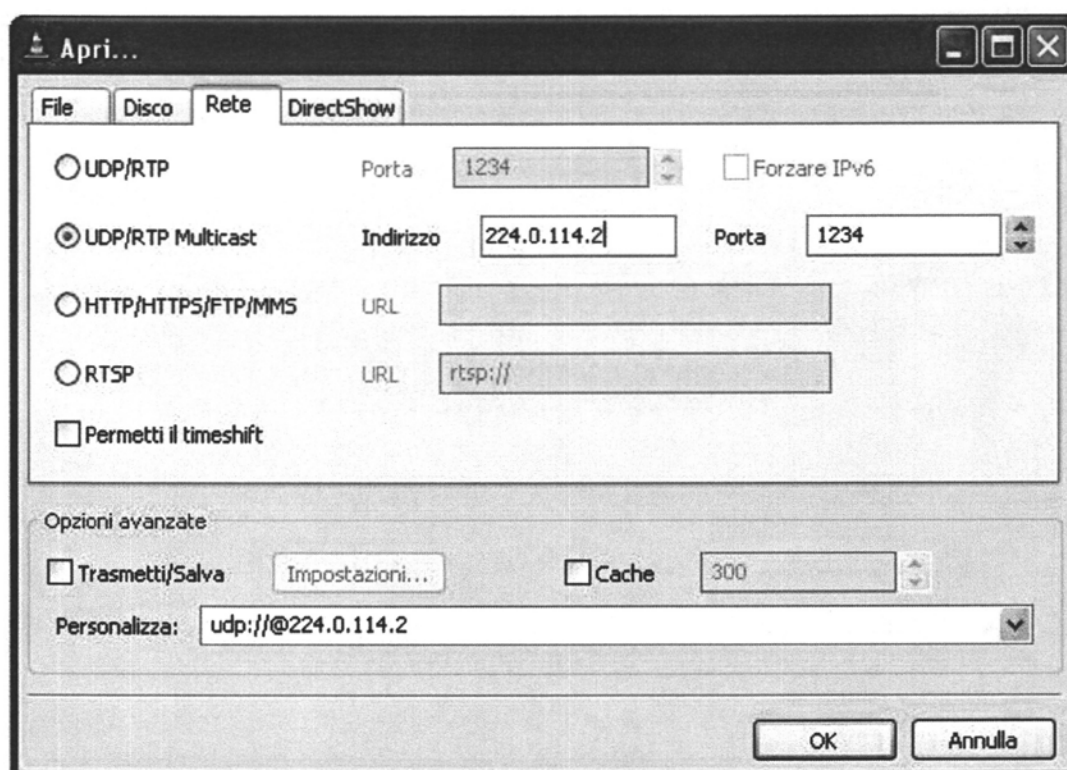 Apri...
File Disco Rete DirectShow
UDP/RTP Porta 1234 Forzare IPv6
UDP/RTP Multicast Indirizzo 224.0.114.2 Porta 1234
HTTP/HTTPS/FTP/MMS URL
RTSP URL rtsp://
Permetti il timeshift
Opzioni avanzate
Trasmetti/Salva Impostazioni... Cache 300
Personalizza: udp://@224.0.114.2
OK Annulla